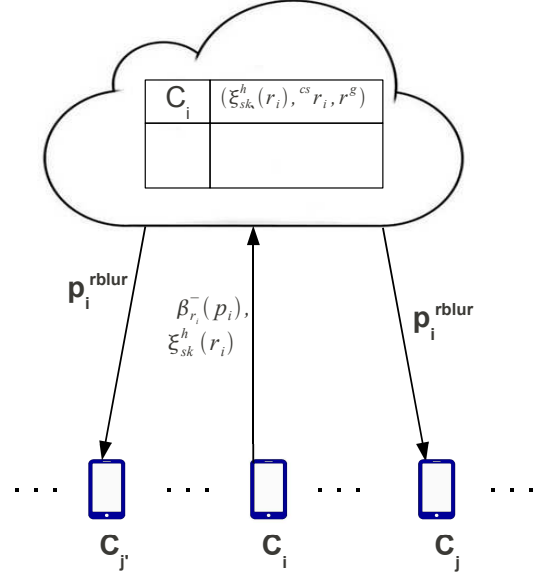 C_i (ξ^h_sk(r_i), ^cs r_i, r^g)
p_i^rblur
β^-_{r_i}(p_i),
ξ^h_sk(r_i)
p_i^rblur
. . . . . . . . . . . .
C_j' C_i C_j